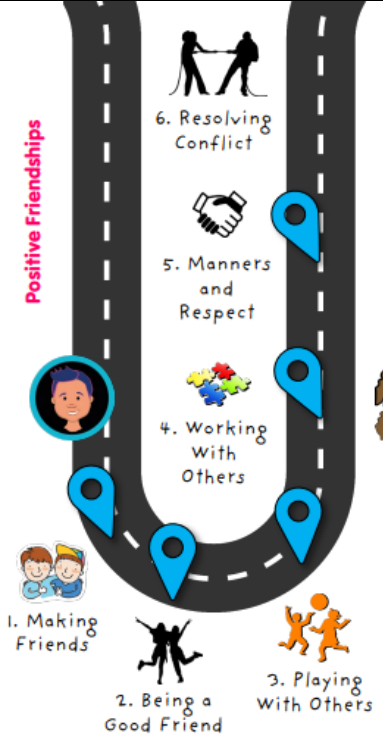 Positive Friendships
6. Resolving
Conflict
5. Manners
and
Respect
4. Working
With
Others
1. Making
Friends
2. Being a
Good Friend
3. Playing
With Others